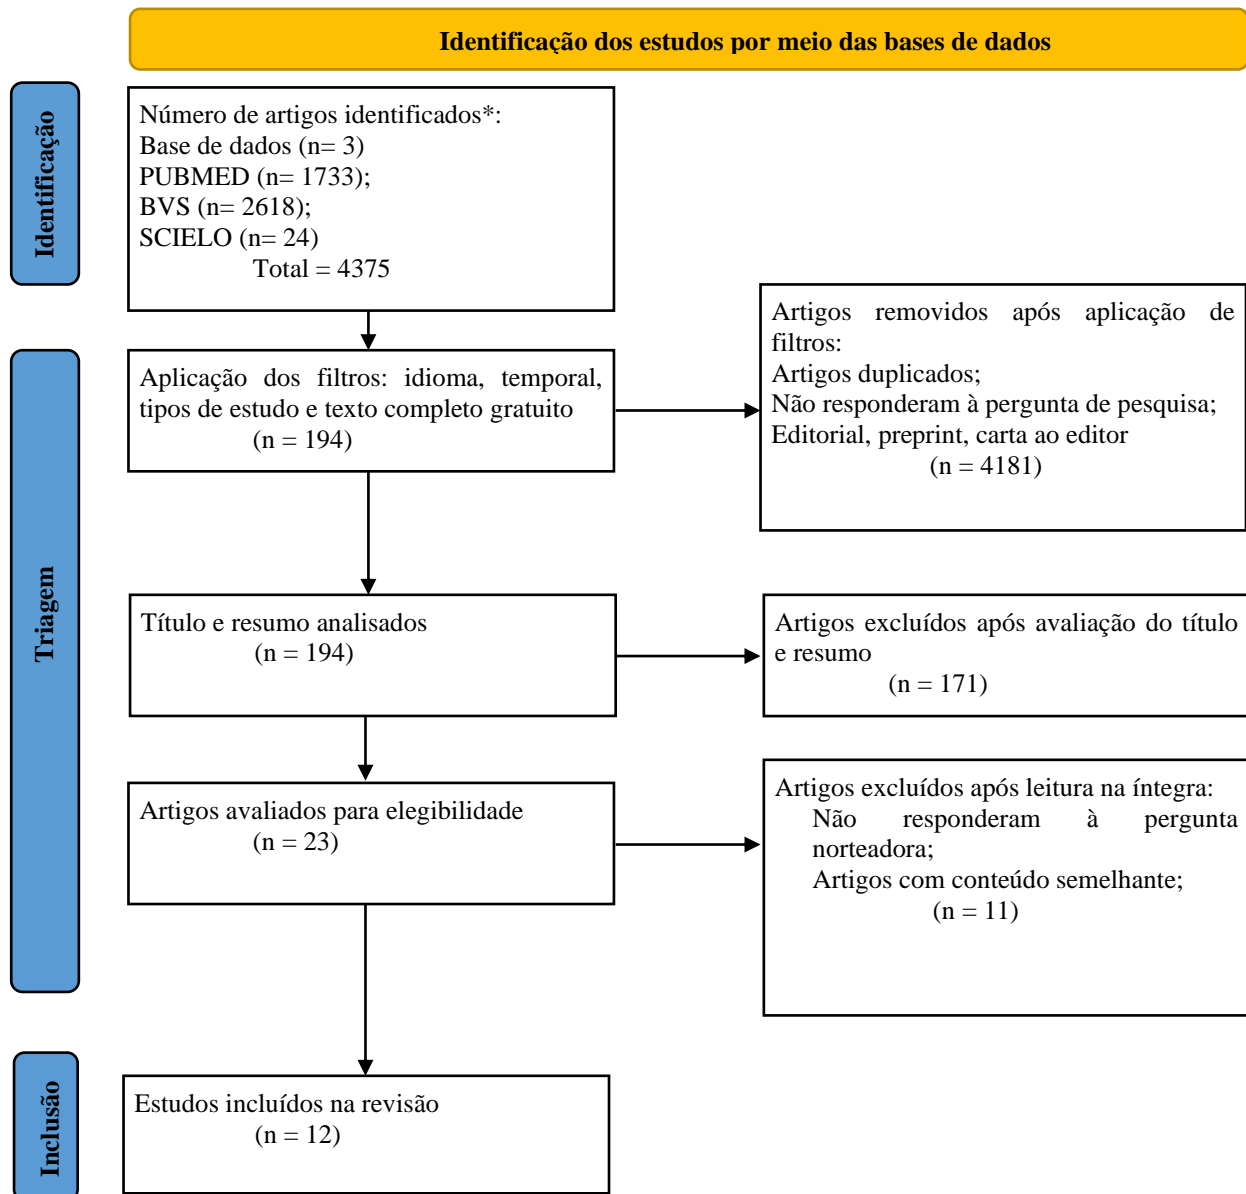 Identificação dos estudos por meio das bases de dados
Identificação
Número de artigos identificados*:
Base de dados (n= 3)
PUBMED (n= 1733);
BVS (n= 2618);
SCIELO (n= 24)
Total = 4375
Artigos removidos após aplicação de
filtros:
Artigos duplicados;
Não responderam à pergunta de pesquisa;
Editorial, preprint, carta ao editor
(n = 4181)
Triagem
Aplicação dos filtros: idioma, temporal,
tipos de estudo e texto completo gratuito
(n = 194)
Título e resumo analisados
(n = 194)
Artigos excluídos após avaliação do título
e resumo
(n = 171)
Artigos avaliados para elegibilidade
(n = 23)
Artigos excluídos após leitura na íntegra:
Não responderam à pergunta
norteadora;
Artigos com conteúdo semelhante;
(n = 11)
Inclusão
Estudos incluídos na revisão
(n = 12)